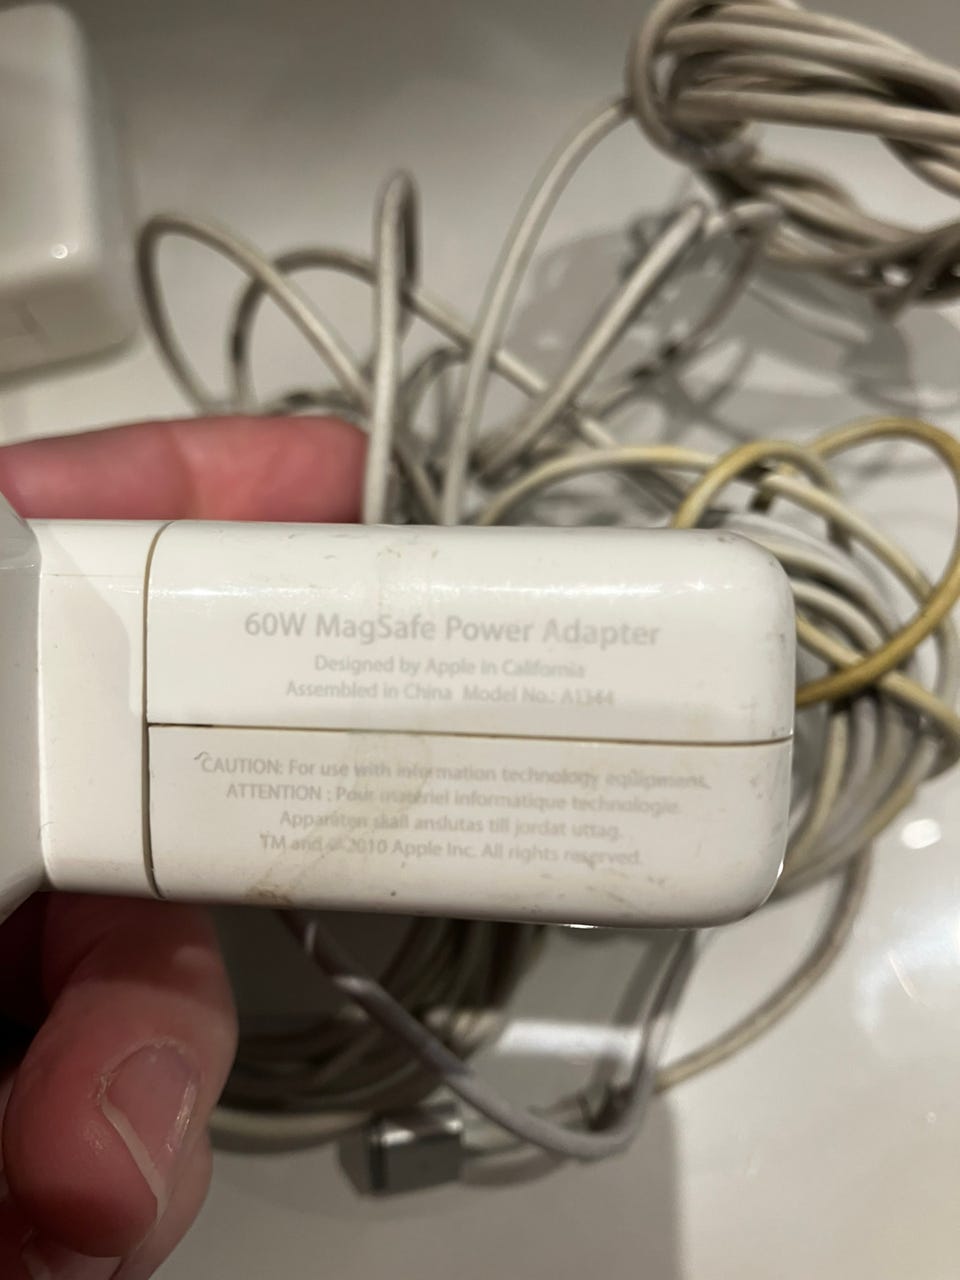 60W MagSafe Power Adapter
Designed by Apple in California
Assembled in China Model No.: A1344
CAUTION: For use with information technology equipment.
ATTENTION : Pour matériel informatique technologie.
Apparaten skall anslutas till jordat uttag.
TM and © 2010 Apple Inc. All rights reserved.